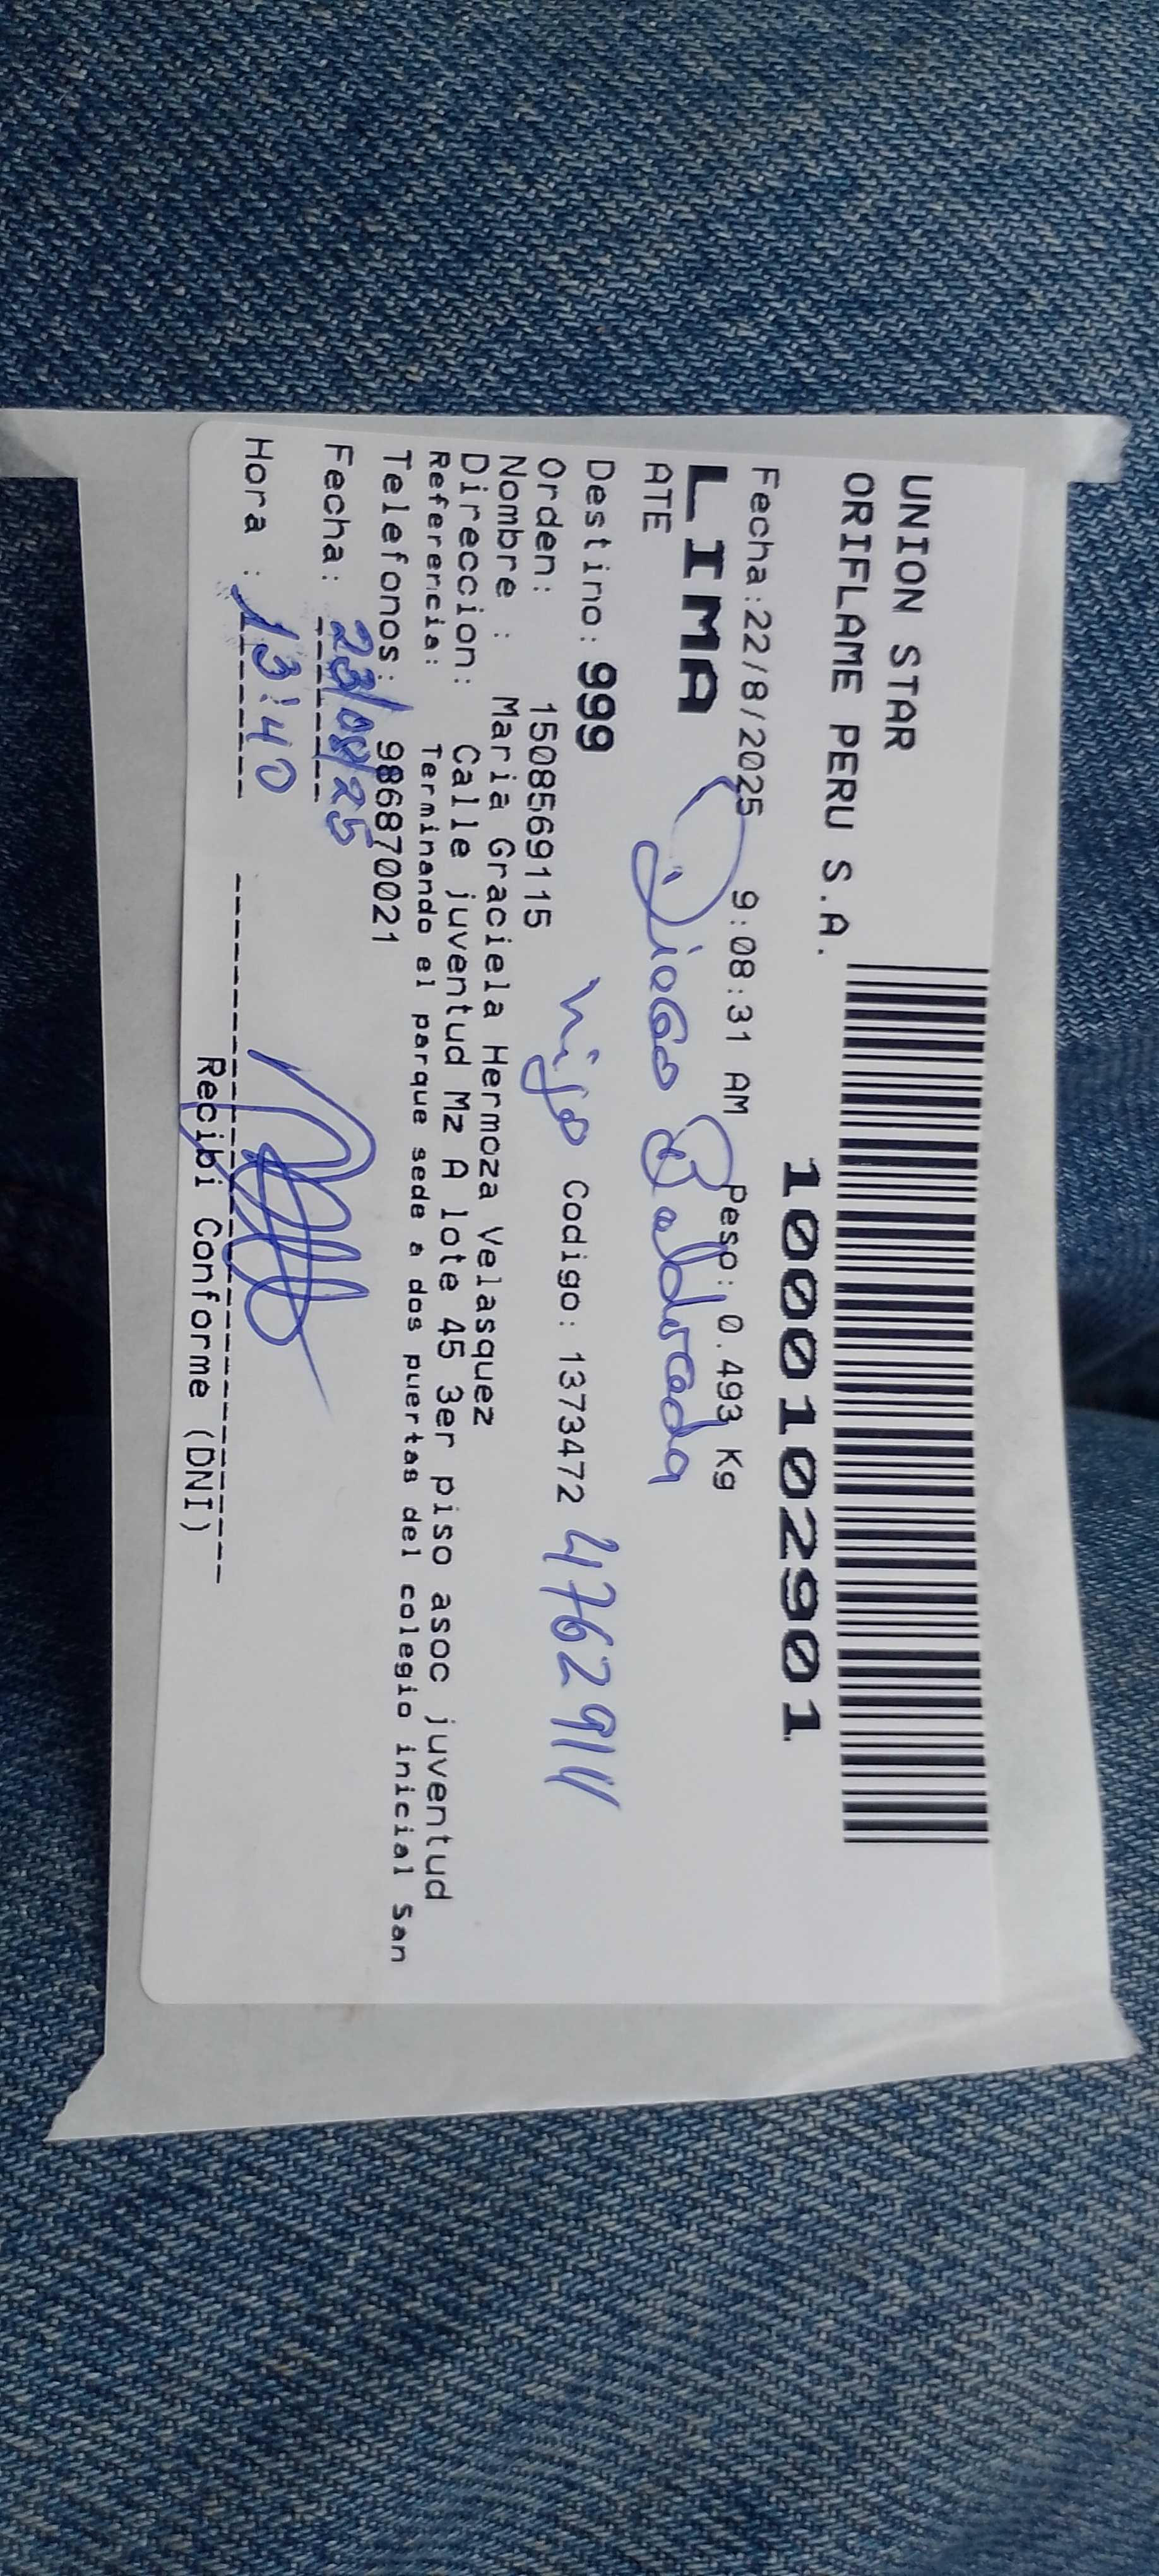 UNION STAR
ORIFLAME PERU S.A.
1000102901
Fecha:22/8/2025 9:08:31 AM Peso: 0.493 Kg
LIMA
ATE
Diego Baldrada
Destino: 999
hijo
Orden: 1508569115 Codigo: 1373472
Nombre : Maria Graciela Hermoza Velasquez
Direccion: Calle juventud Mz A lote 45 3er piso asoc juventud
Referencia: Terminando el parque sede a dos puertas del colegio inicial San
Telefonos: 986870021
Fecha: 23/08/25
Hora : 13:40
Recibi Conforme (DNI)